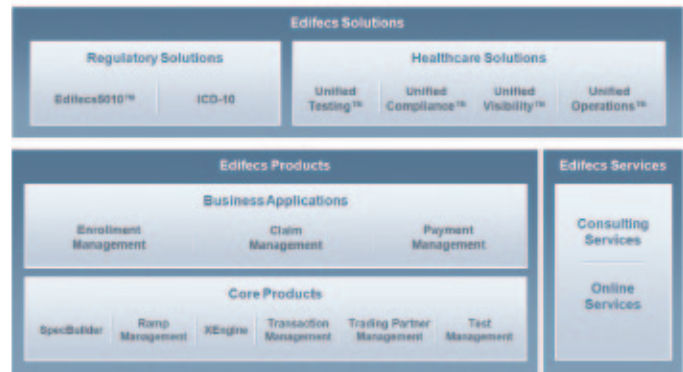 Edifecs Solutions
Regulatory Solutions
Healthcare Solutions
Edifecs5010™
ICD-10
Unified
Testing™
Unified
Compliance™
Unified
Visibility™
Unified
Operations™
Edifecs Products
Business Applications
Enrollment
Management
Claim
Management
Payment
Management
Core Products
SpecBuilder
Ramp
Management
XEngine
Transaction
Management
Trading Partner
Management
Test
Management
Edifecs Services
Consulting
Services
Online
Services